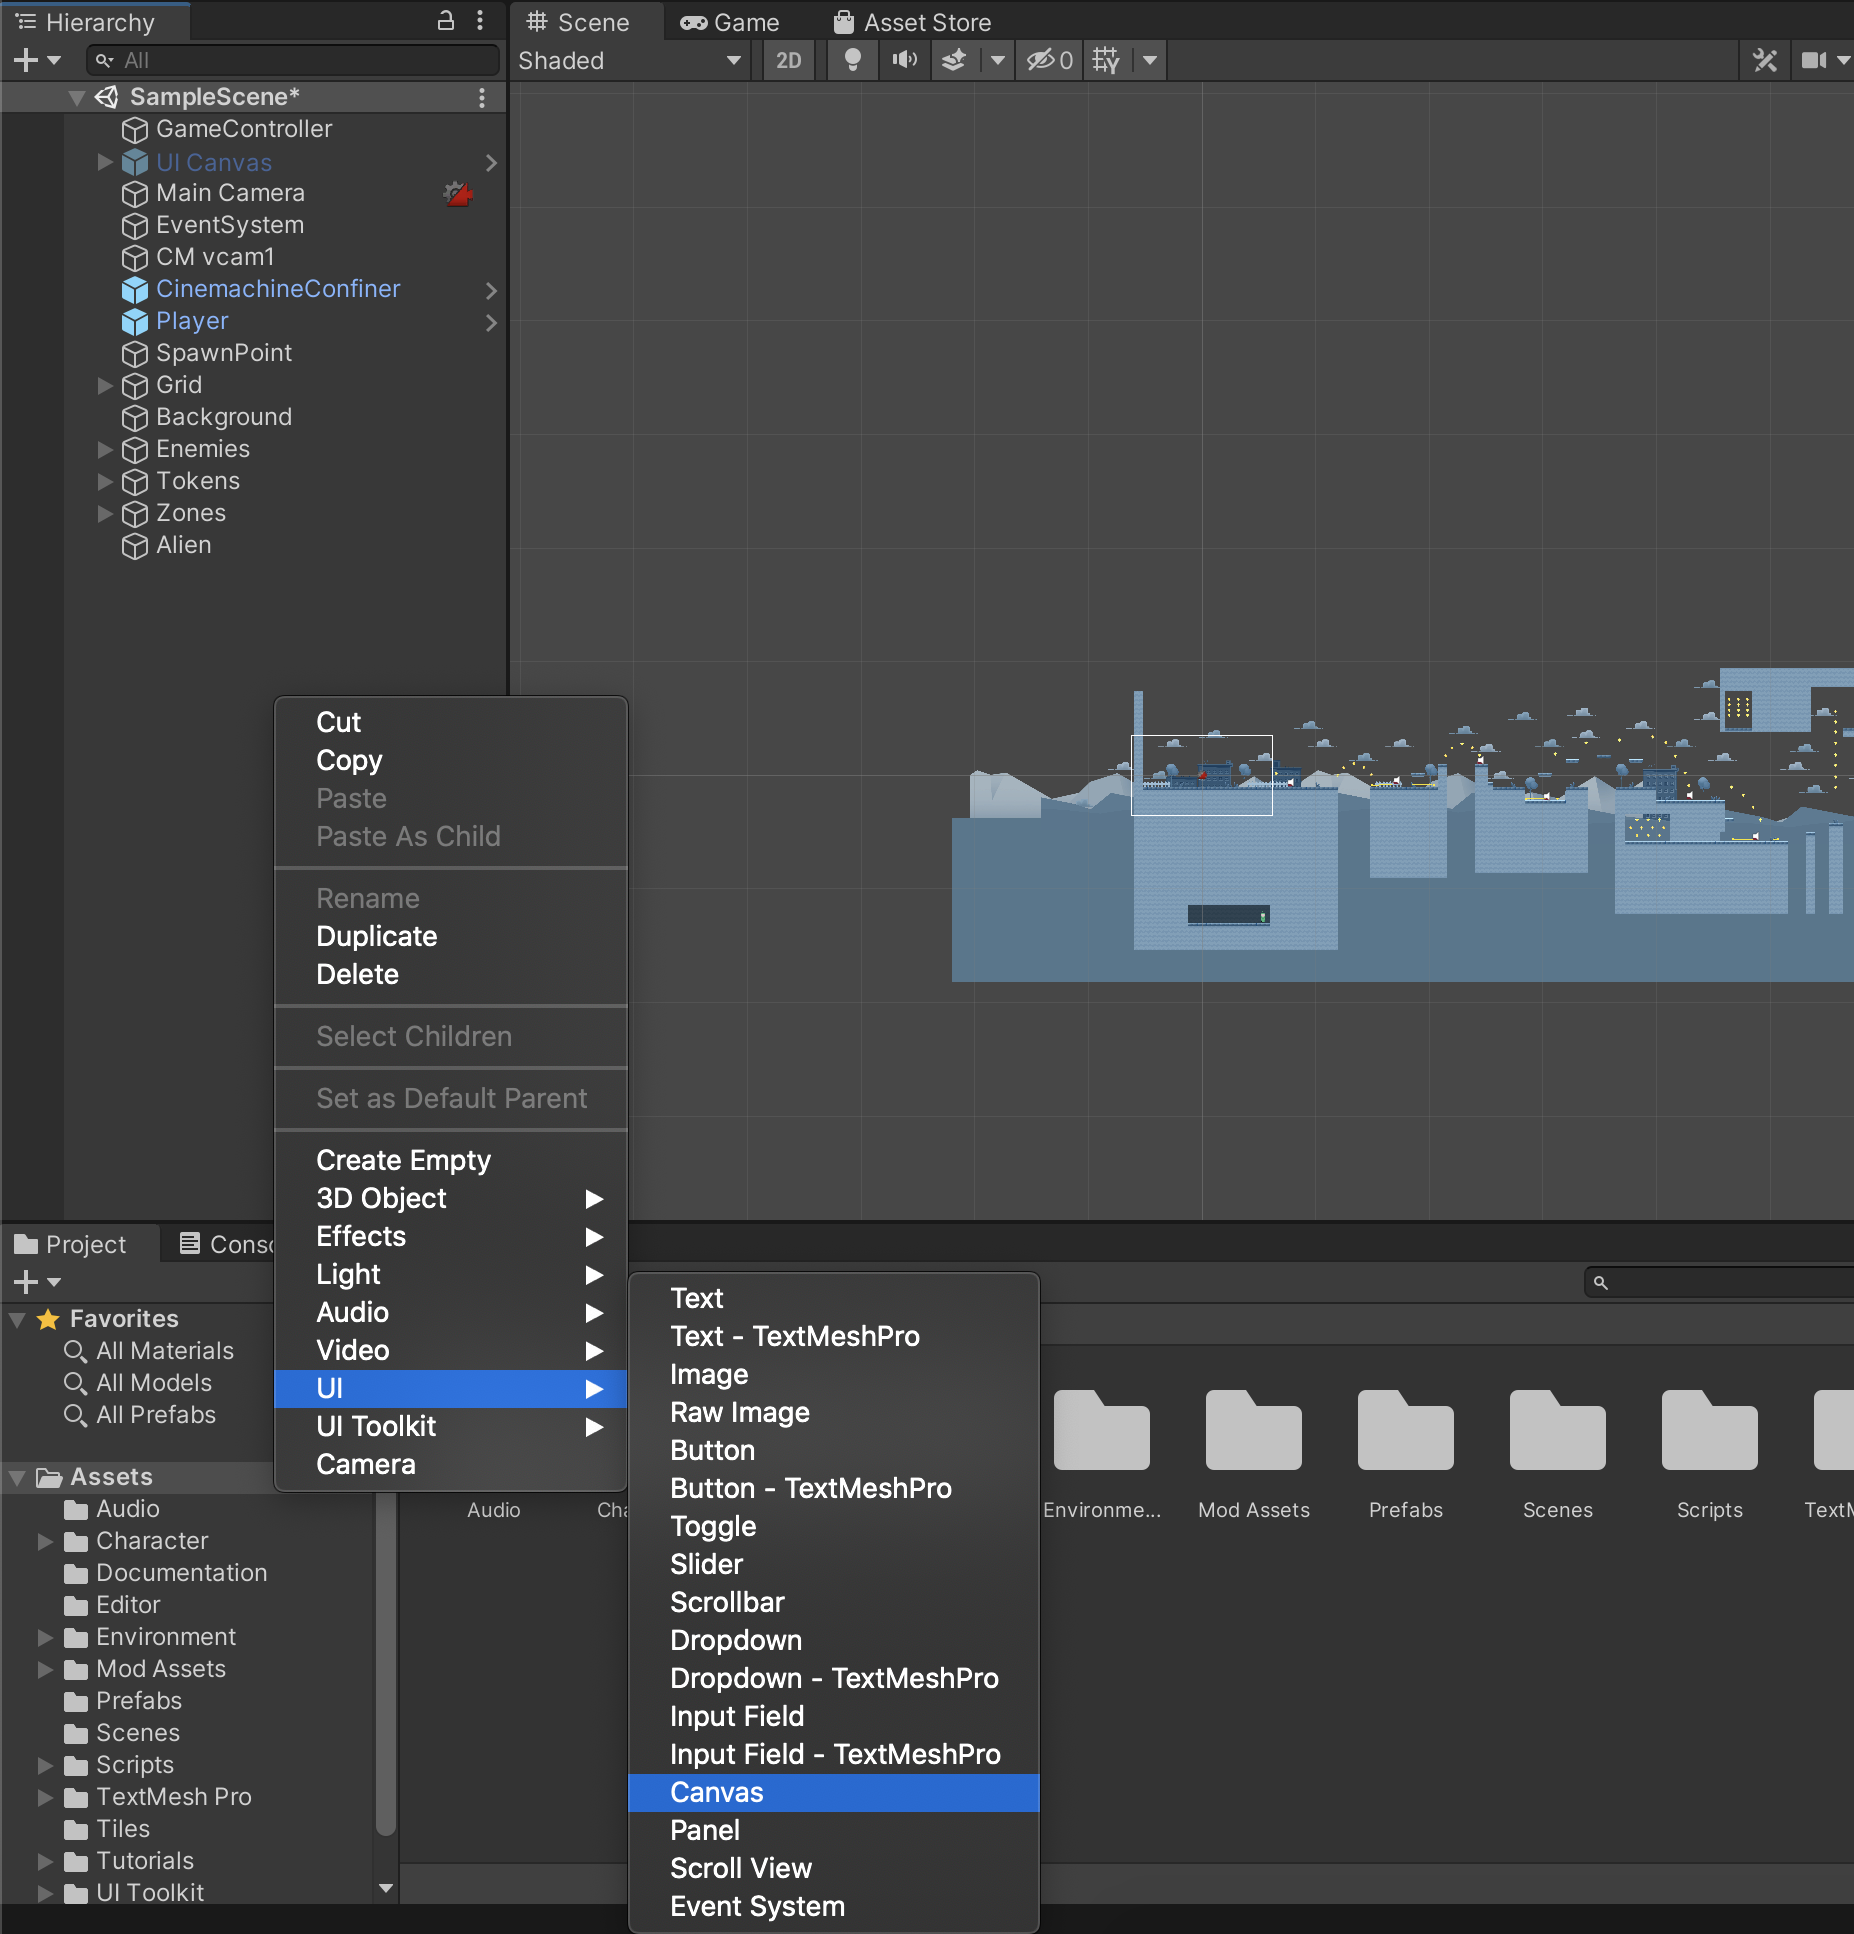 Hierarchy
All
SampleScene*
GameController
UI Canvas
Main Camera
EventSystem
CM vcam1
CinemachineConfiner
Player
SpawnPoint
Grid
Background
Enemies
Tokens
Zones
Alien
Scene
Game
Asset Store
Shaded
2D
0
Cut
Copy
Paste
Paste As Child
Rename
Duplicate
Delete
Select Children
Set as Default Parent
Create Empty
3D Object
Effects
Light
Audio
Video
UI
UI Toolkit
Camera
Text
Text - TextMeshPro
Image
Raw Image
Button
Button - TextMeshPro
Toggle
Slider
Scrollbar
Dropdown
Dropdown - TextMeshPro
Input Field
Input Field - TextMeshPro
Canvas
Panel
Scroll View
Event System
Project
Conso
Favorites
All Materials
All Models
All Prefabs
Assets
Audio
Character
Documentation
Editor
Environment
Mod Assets
Prefabs
Scenes
Scripts
TextMesh Pro
Tiles
Tutorials
UI Toolkit
Audio
Cha
Environme...
Mod Assets
Prefabs
Scenes
Scripts
TextM